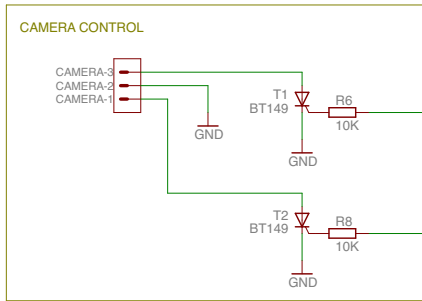 CAMERA CONTROL
CAMERA-3
CAMERA-2
CAMERA-1
GND
T1
BT149
R6
10K
GND
T2
BT149
R8
10K
GND